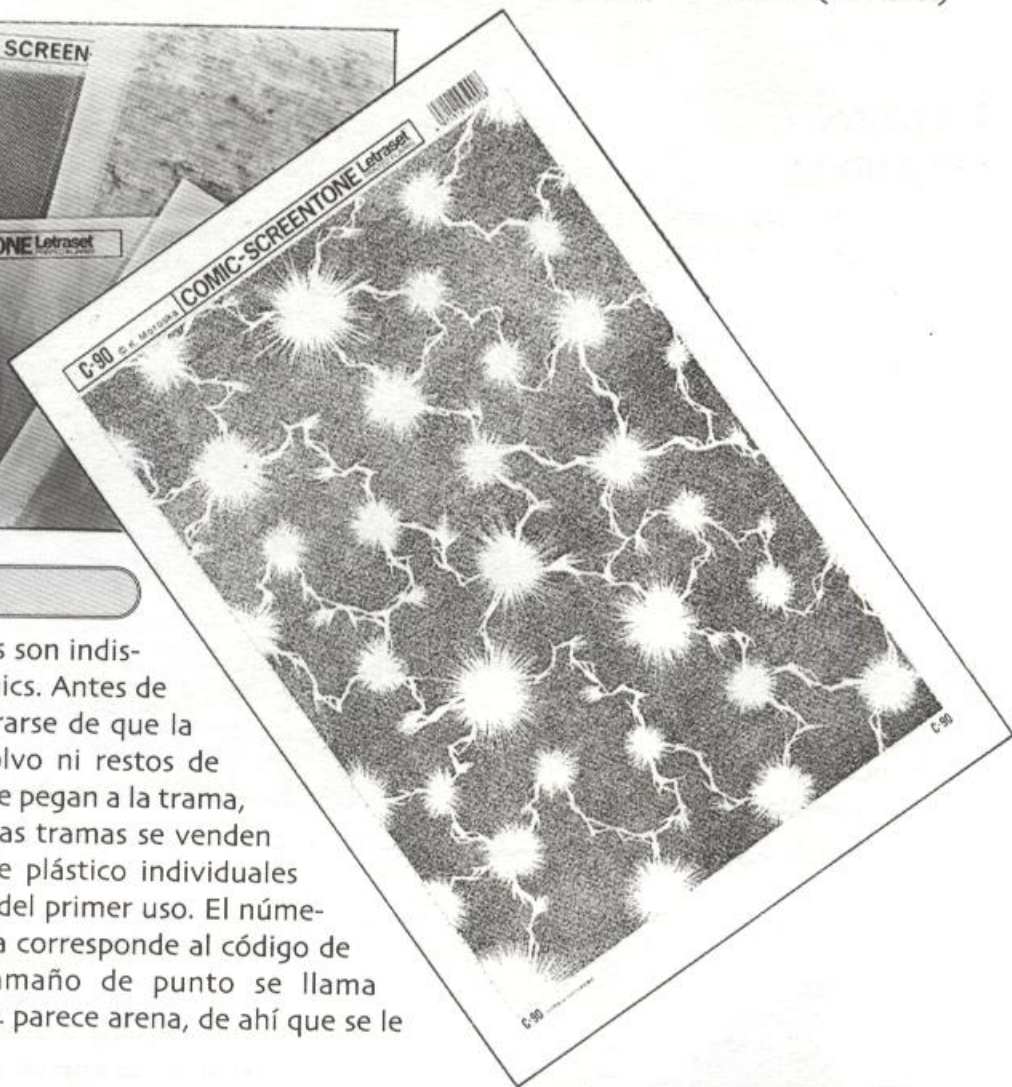 SCREEN
ONE Letraset
C-90 © K. Motoska COMIC-SCREENTONE Letraset
C-90
C-90
s son indis-
ics. Antes de
rarse de que la
olvo ni restos de
e pegan a la trama,
as tramas se venden
e plástico individuales
del primer uso. El núme-
a corresponde al código de
amaño de punto se llama
parece arena, de ahí que se le